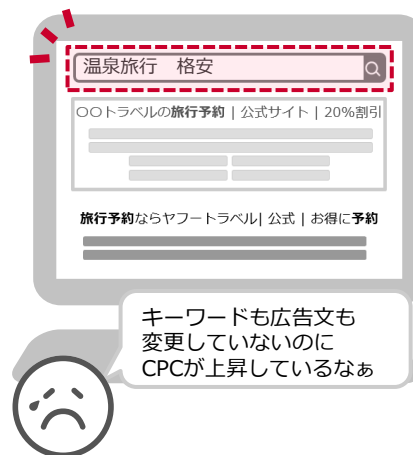 温泉旅行　格安
〇〇トラベルの旅行予約 | 公式サイト | 20%割引
旅行予約ならヤフートラベル| 公式 | お得に予約
キーワードも広告文も
変更していないのに
CPCが上昇しているなぁ